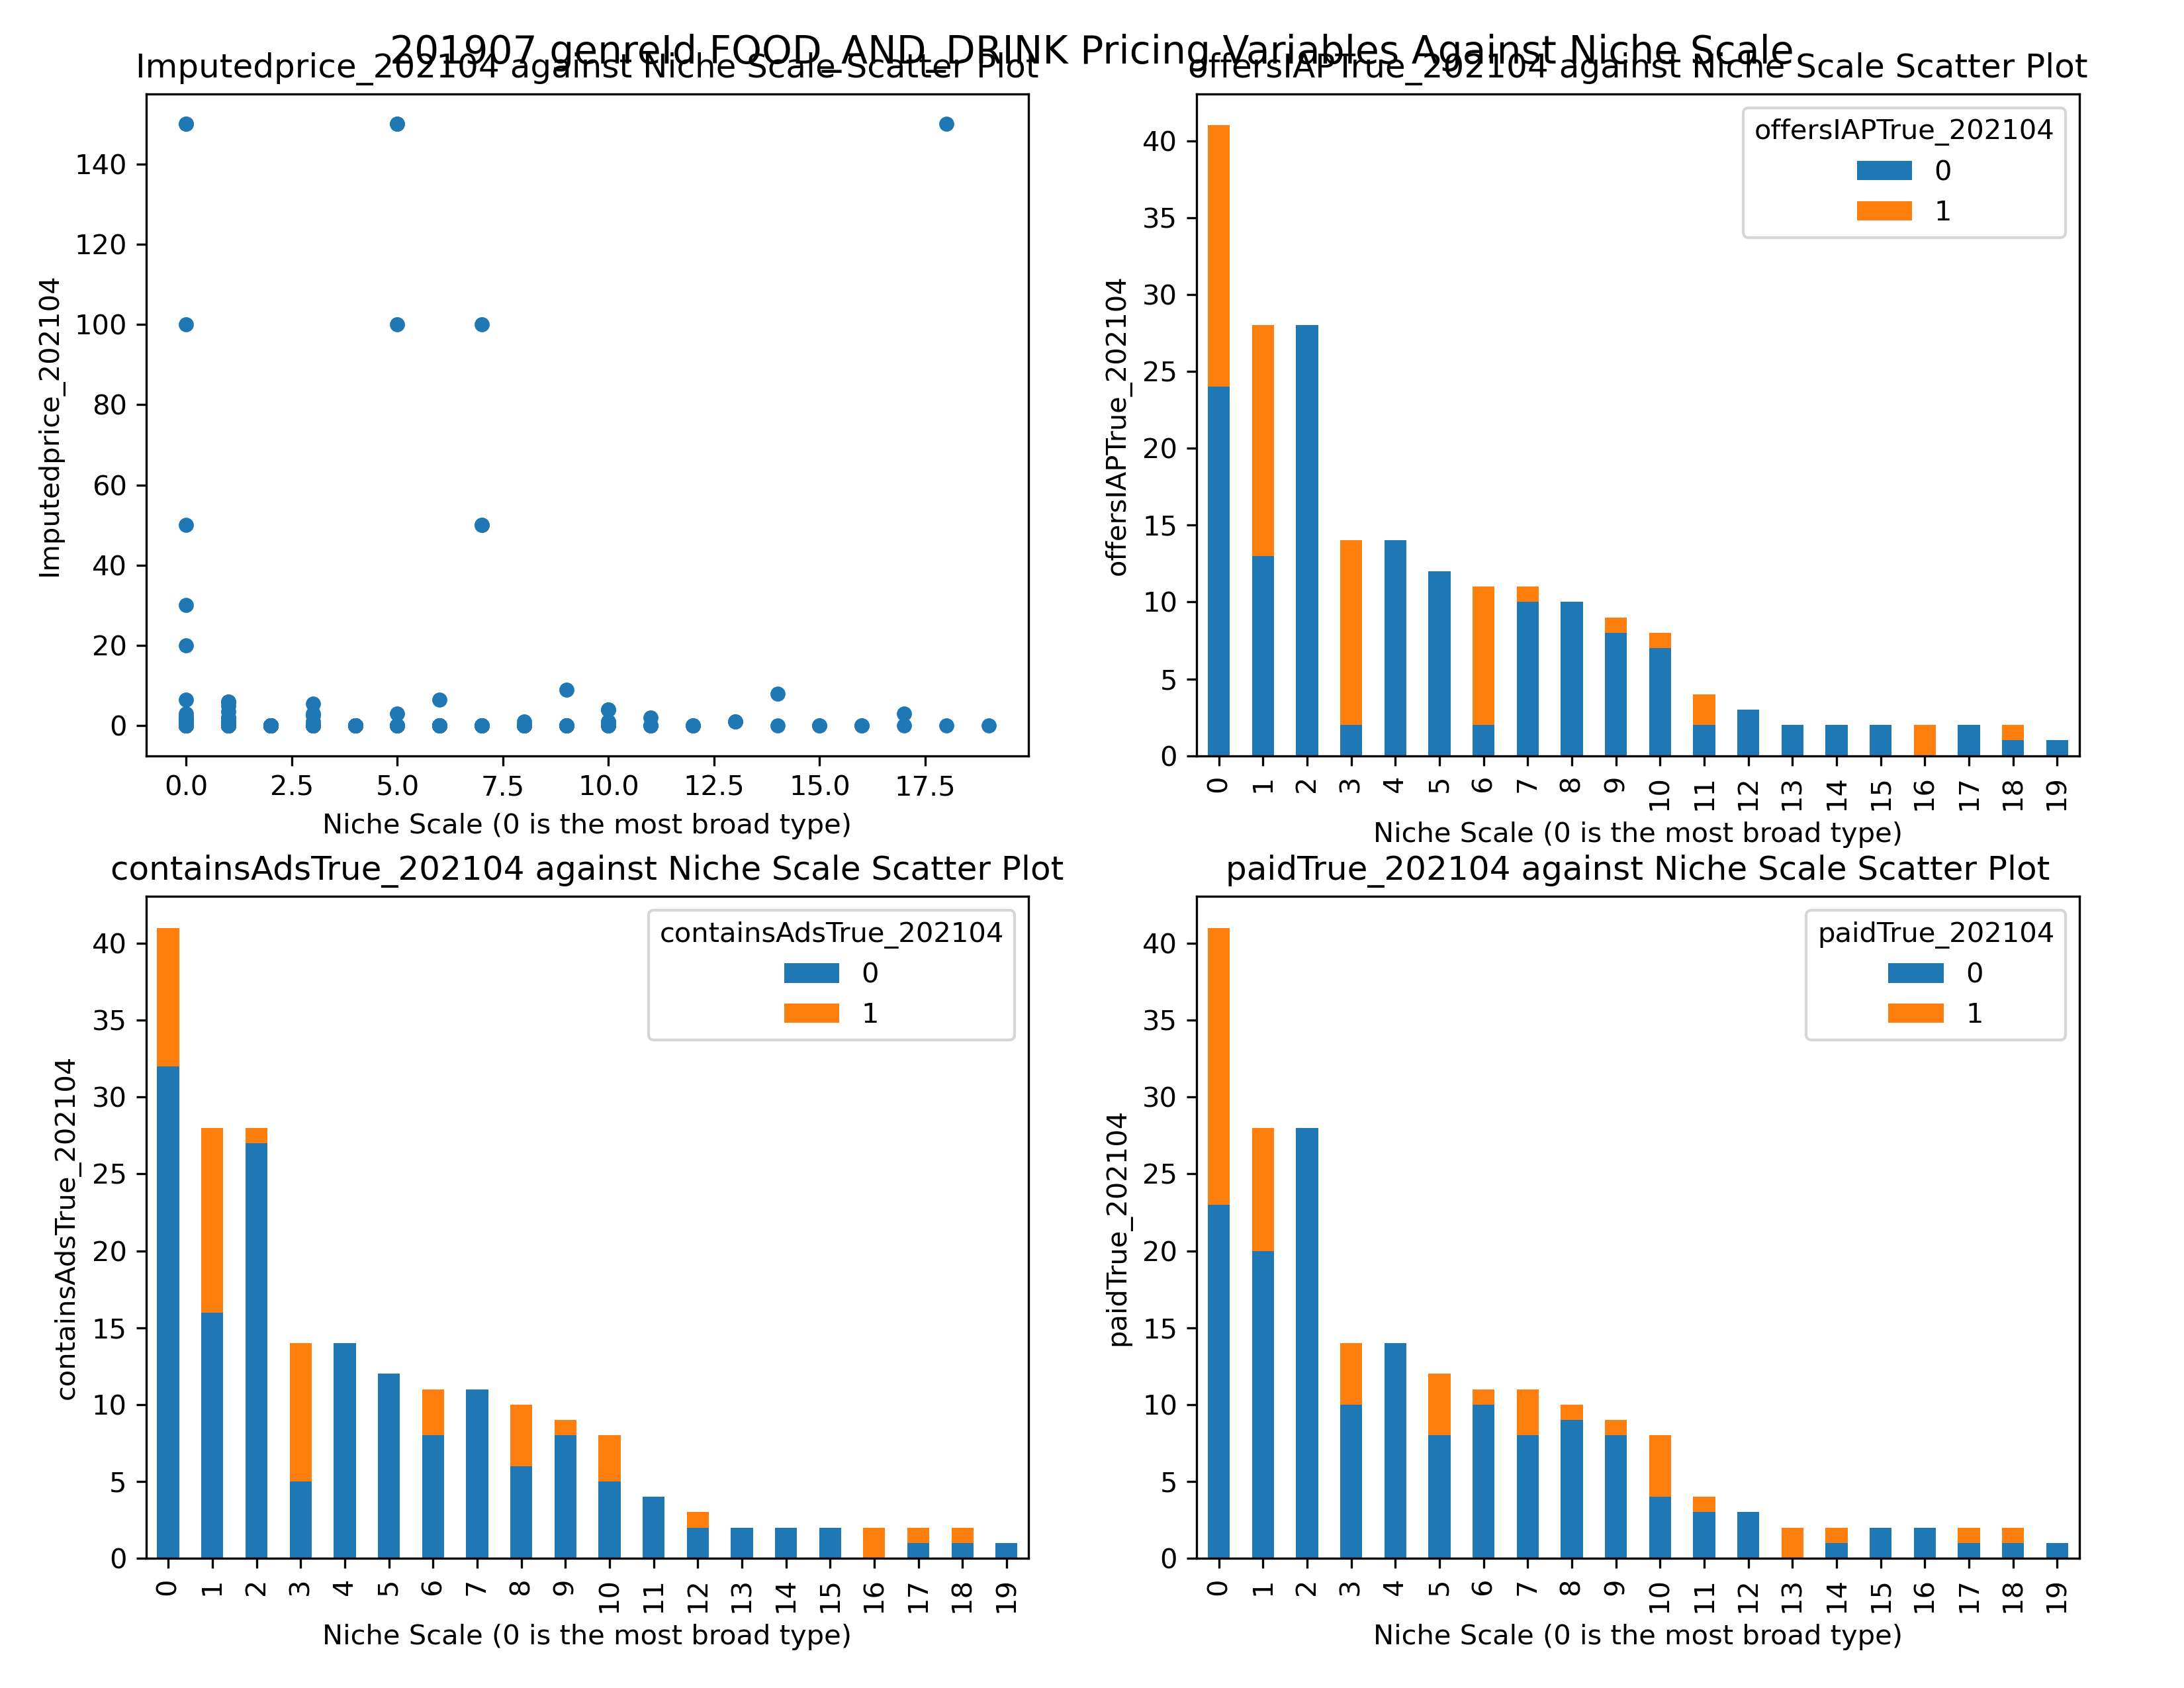 201907 genreId FOOD_AND_DRINK Pricing Variables Against Niche Scale
Imputedprice_202104 against Niche Scale Scatter Plot
Imputedprice_202104
140
120
100
80
60
40
20
0
0.0 2.5 5.0 7.5 10.0 12.5 15.0 17.5
Niche Scale (0 is the most broad type)
offersIAPTrue_202104 against Niche Scale Scatter Plot
offersIAPTrue_202104
0
1
offersIAPTrue_202104
40
35
30
25
20
15
10
5
0
0 1 2 3 4 5 6 7 8 9 10 11 12 13 14 15 16 17 18 19
Niche Scale (0 is the most broad type)
containsAdsTrue_202104 against Niche Scale Scatter Plot
containsAdsTrue_202104
0
1
containsAdsTrue_202104
40
35
30
25
20
15
10
5
0
0 1 2 3 4 5 6 7 8 9 10 11 12 13 14 15 16 17 18 19
Niche Scale (0 is the most broad type)
paidTrue_202104 against Niche Scale Scatter Plot
paidTrue_202104
0
1
paidTrue_202104
40
35
30
25
20
15
10
5
0
0 1 2 3 4 5 6 7 8 9 10 11 12 13 14 15 16 17 18 19
Niche Scale (0 is the most broad type)